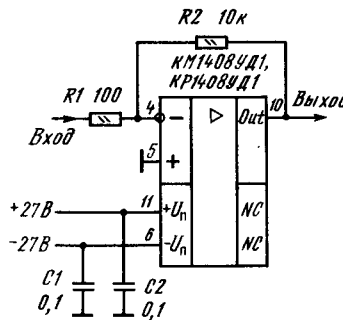 R2 10к
КМ1408УД1,
КР1408УД1
R1 100
4
−
▷
Out
10
Выход
Вход
5
+
+27В
11
+Uп
NC
−27В
6
−Uп
NC
C1
0,1
C2
0,1